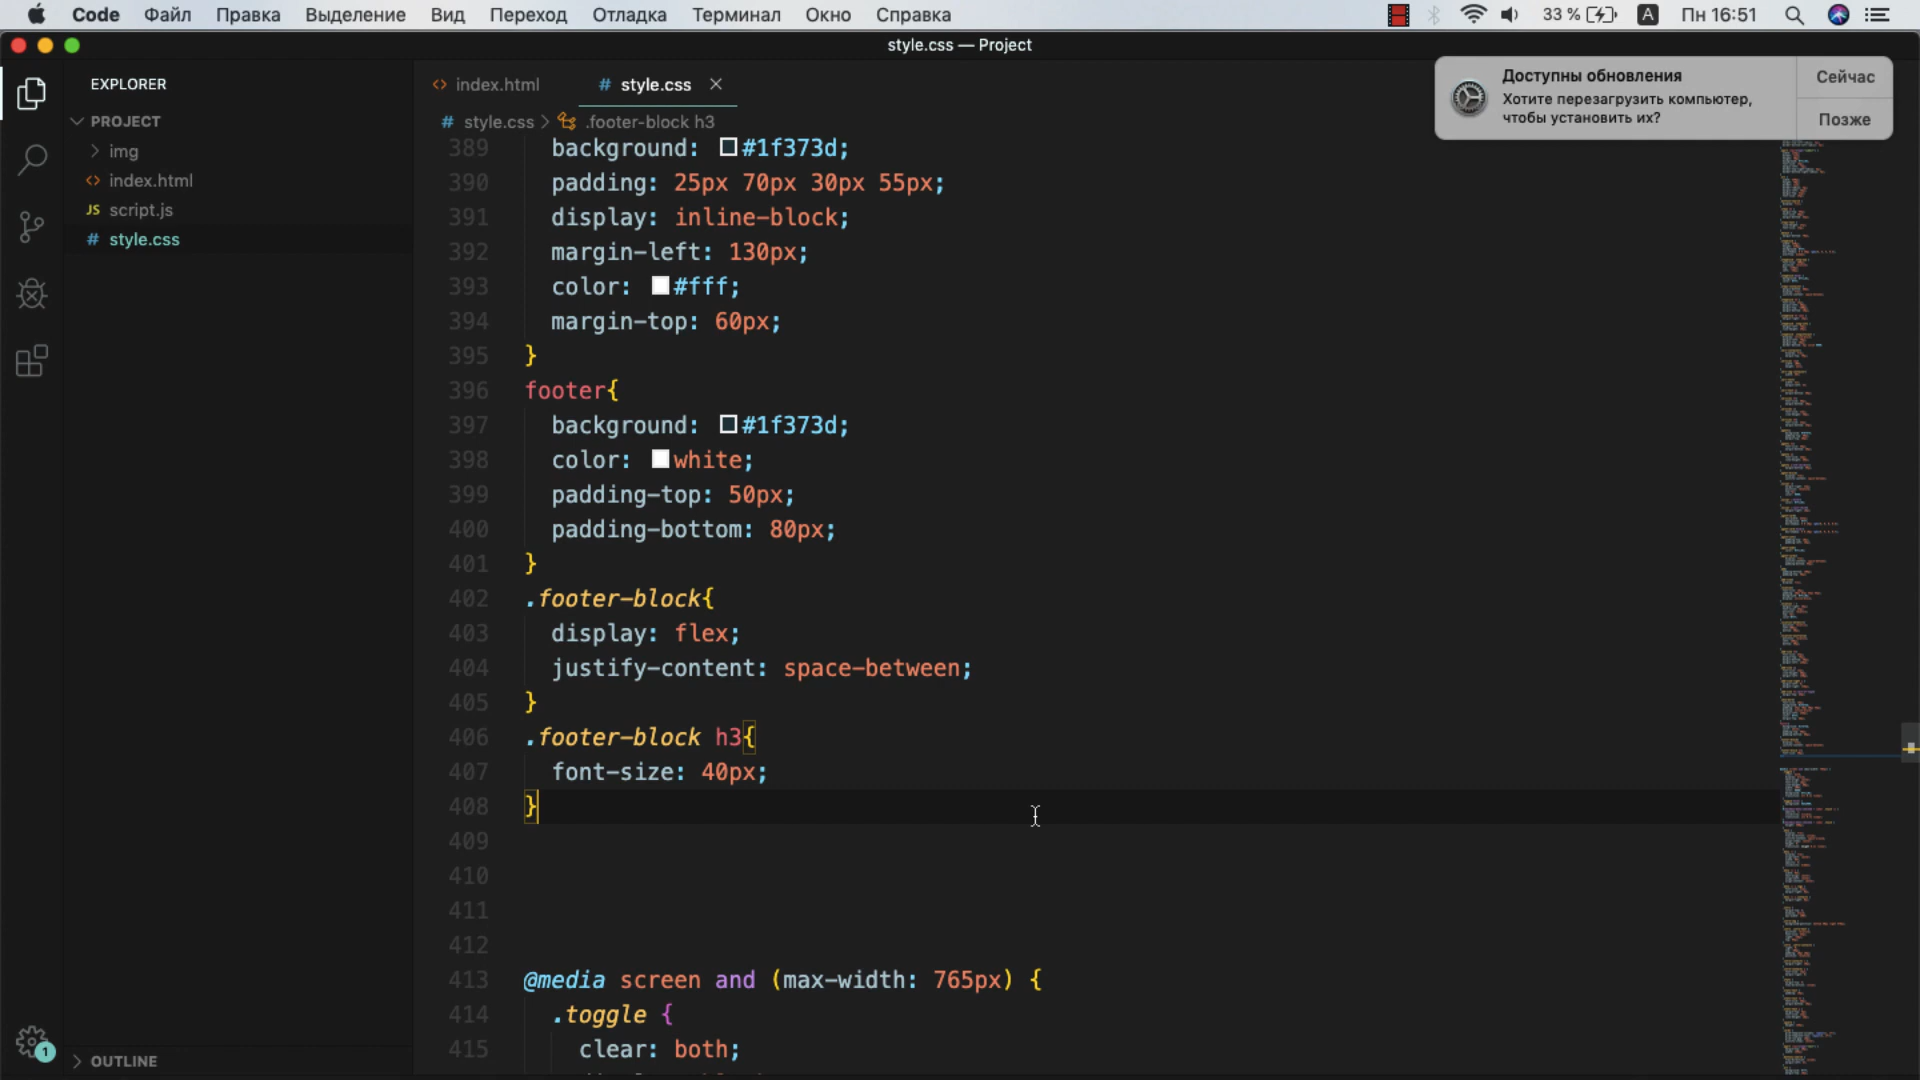 Code Файл Правка Выделение Вид Переход Отладка Терминал Окно Справка 33 % A Пн 16:51
style.css — Project
Доступны обновления
Хотите перезагрузить компьютер,
чтобы установить их?
Сейчас
Позже
EXPLORER
PROJECT
img
<> index.html
JS script.js
# style.css
OUTLINE
1
<> index.html # style.css ×
# style.css > .footer-block h3
389 background: #1f373d;
390 padding: 25px 70px 30px 55px;
391 display: inline-block;
392 margin-left: 130px;
393 color: #fff;
394 margin-top: 60px;
395 }
396 footer{
397 background: #1f373d;
398 color: white;
399 padding-top: 50px;
400 padding-bottom: 80px;
401 }
402 .footer-block{
403 display: flex;
404 justify-content: space-between;
405 }
406 .footer-block h3{
407 font-size: 40px;
408 }
409
410
411
412
413 @media screen and (max-width: 765px) {
414 .toggle {
415 clear: both;